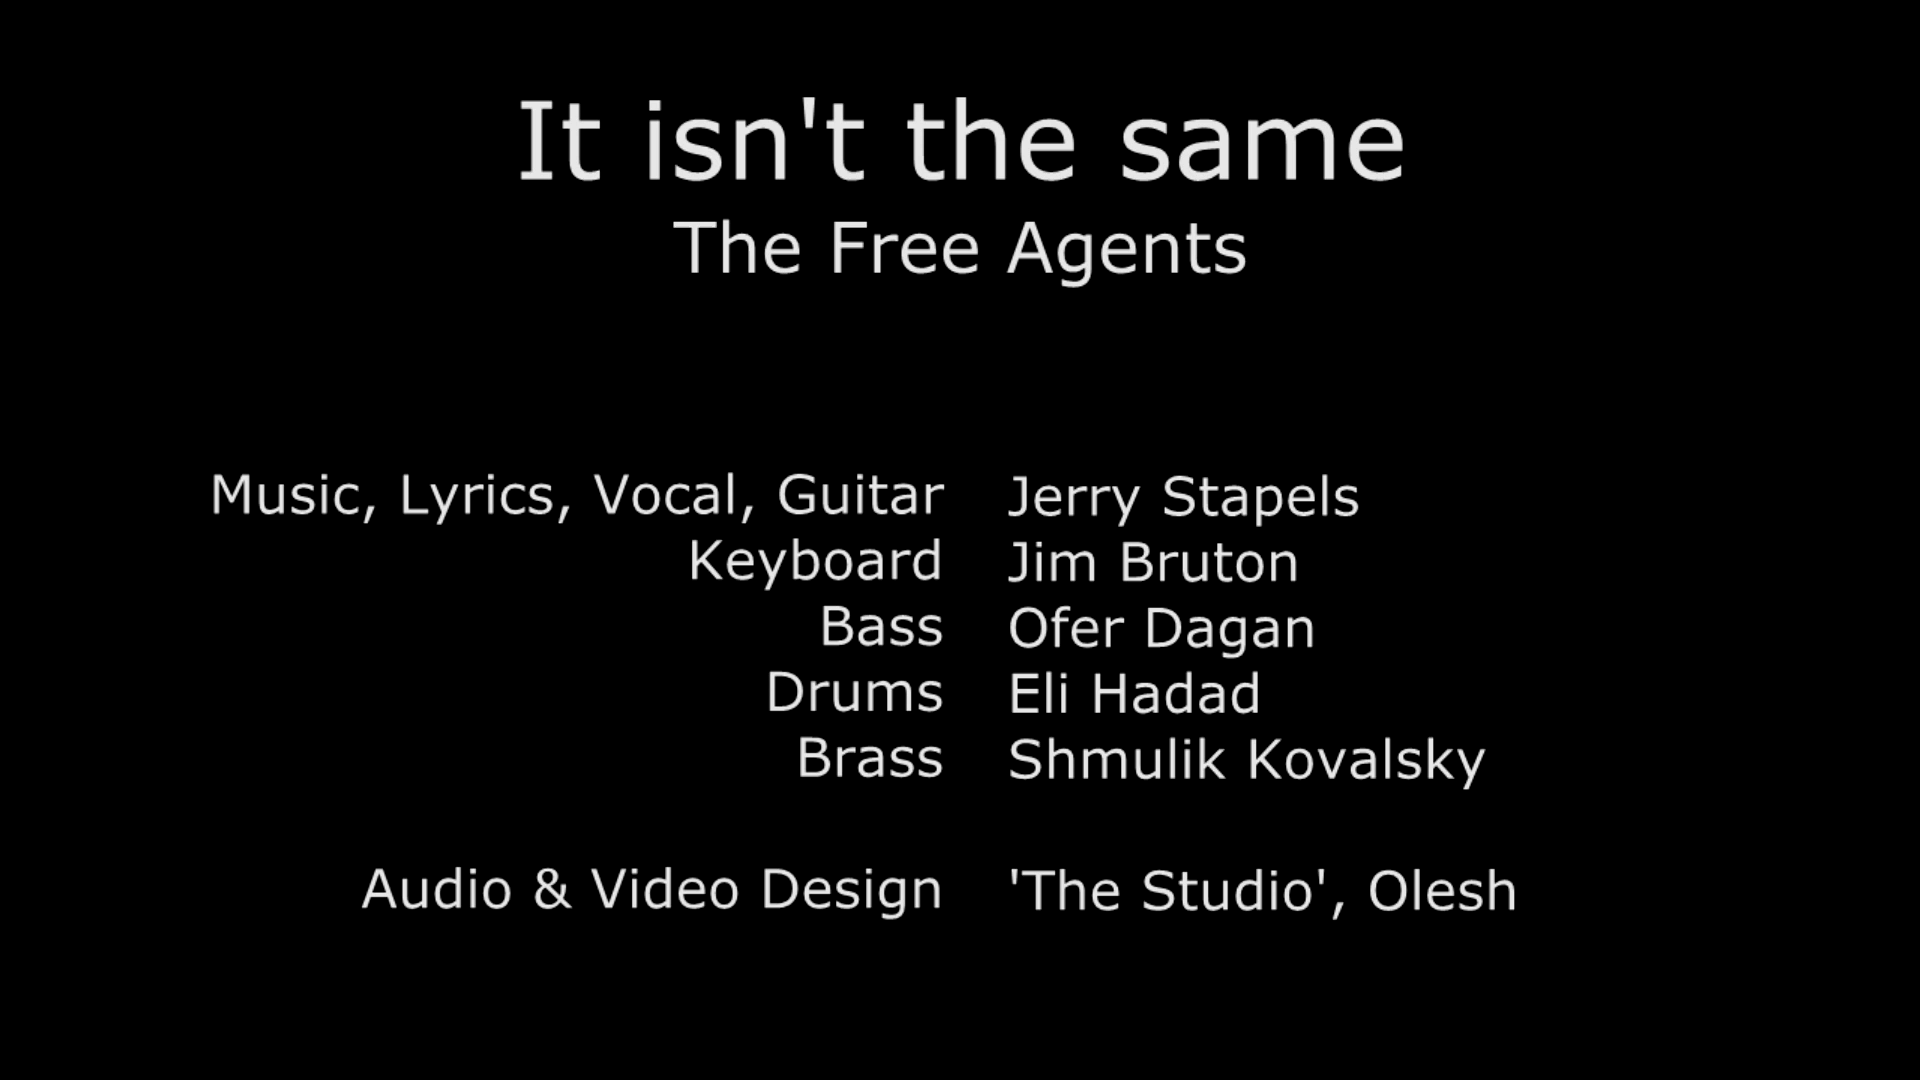 It isn't the same
The Free Agents
Music, Lyrics, Vocal, Guitar Jerry Stapels
Keyboard Jim Bruton
Bass Ofer Dagan
Drums Eli Hadad
Brass Shmulik Kovalsky
Audio & Video Design 'The Studio', Olesh